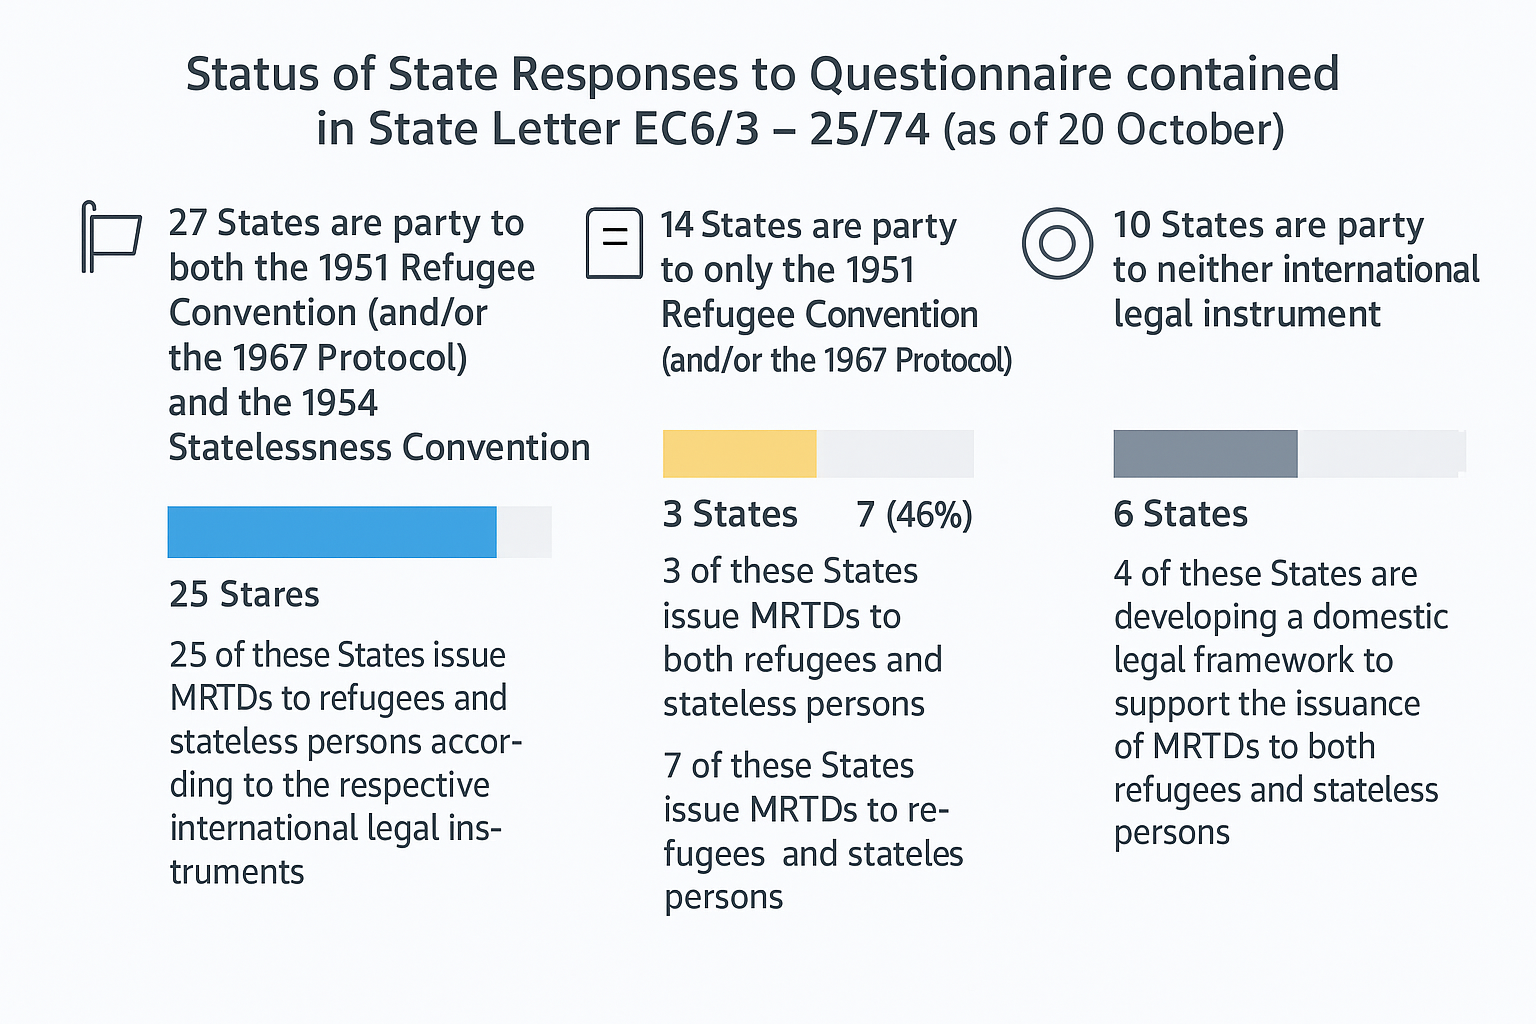 Status of State Responses to Questionnaire contained
in State Letter EC6/3 – 25/74 (as of 20 October)
27 States are party to
both the 1951 Refugee
Convention (and/or
the 1967 Protocol)
and the 1954
Statelessness Convention
25 Stares
25 of these States issue
MRTDs to refugees and
stateless persons accor-
ding to the respective
international legal ins-
truments
14 States are party
to only the 1951
Refugee Convention
(and/or the 1967 Protocol)
3 States 7 (46%)
3 of these States
issue MRTDs to
both refugees and
stateless persons
7 of these States
issue MRTDs to re-
fugees and stateles
persons
10 States are party
to neither international
legal instrument
6 States
4 of these States are
developing a domestic
legal framework to
support the issuance
of MRTDs to both
refugees and stateless
persons